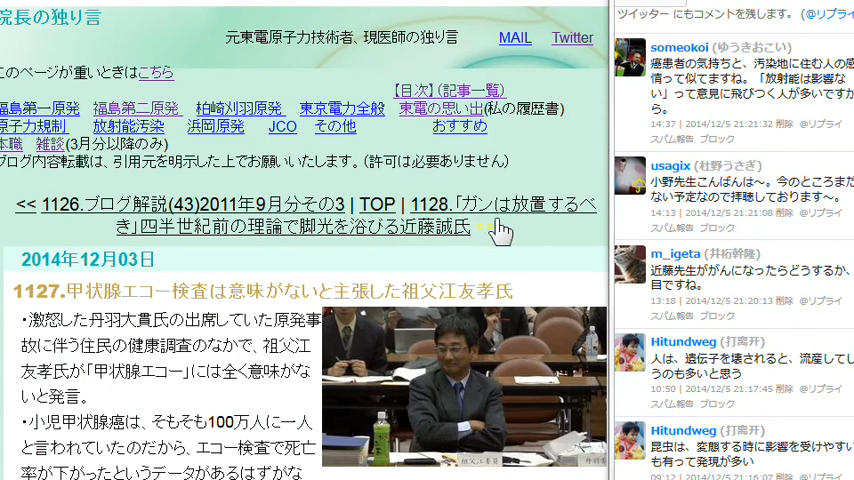 院長の独り言
元東電原子力技術者、現医師の独り言 MAIL Twitter
このページが重いときはこちら
【目次】(記事一覧)
福島第一原発 福島第二原発 柏崎刈羽原発 東京電力全般 東電の思い出(私の履歴書)
原子力規制 放射能汚染 浜岡原発 JCO その他 おすすめ
本職 雑談(3月分以降のみ)
ブログ内容転載は、引用元を明示した上でお願いいたします。(許可は必要ありません)
<< 1126.ブログ解説(43)2011年9月分その3 | TOP | 1128.「ガンは放置するべ
き」四半世紀前の理論で脚光を浴びる近藤誠氏
2014年12月03日
1127.甲状腺エコー検査は意味がないと主張した祖父江友孝氏
・激怒した丹羽大貫氏の出席していた原発事
故に伴う住民の健康調査のなかで、祖父江
友孝氏が「甲状腺エコー」には全く意味がな
いと発言。
・小児甲状腺癌は、そもそも100万人に一人
と言われていたのだから、エコー検査で死亡
率が下がったというデータがあるはずがな
祖父江委員
ツイッター にもコメントを残します。 (@リプライ
someokoi (ゆうきおこい)
癌患者の気持ちと、汚染地に住む人の感
情って似てますね。「放射能は影響な
い」って意見に飛びつく人が多いですか
ら。
14:37 | 2014/12/5 21:21:32 削除 @リプライ
スパム報告 ブロック
usagix (杜野うさぎ)
小野先生こんばんは〜。今のところまだ
ない予定なので拝聴しております〜。
14:13 | 2014/12/5 21:21:08 削除 @リプライ
スパム報告 ブロック
m_igeta (井桁幹隆)
近藤先生ががんになったらどうするか、
目ですね。
13:18 | 2014/12/5 21:20:13 削除 @リプライ
スパム報告 ブロック
Hitundweg (打离开)
人は、遺伝子を壊されると、流産してし
うのも多いと思う
10:50 | 2014/12/5 21:17:45 削除 @リプライ
スパム報告 ブロック
Hitundweg (打离开)
昆虫は、変態する時に影響を受けやすい
も有って発現が多い
09:12 | 2014/12/5 21:16:07 削除 @リプライ